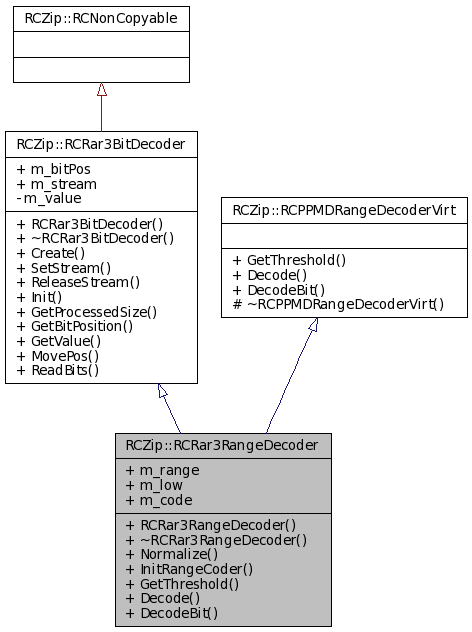 RCZip::RCNonCopyable
RCZip::RCRar3BitDecoder
+ m_bitPos
+ m_stream
- m_value
+ RCRar3BitDecoder()
+ ~RCRar3BitDecoder()
+ Create()
+ SetStream()
+ ReleaseStream()
+ Init()
+ GetProcessedSize()
+ GetBitPosition()
+ GetValue()
+ MovePos()
+ ReadBits()
RCZip::RCPPMDRangeDecoderVirt
+ GetThreshold()
+ Decode()
+ DecodeBit()
# ~RCPPMDRangeDecoderVirt()
RCZip::RCRar3RangeDecoder
+ m_range
+ m_low
+ m_code
+ RCRar3RangeDecoder()
+ ~RCRar3RangeDecoder()
+ Normalize()
+ InitRangeCoder()
+ GetThreshold()
+ Decode()
+ DecodeBit()